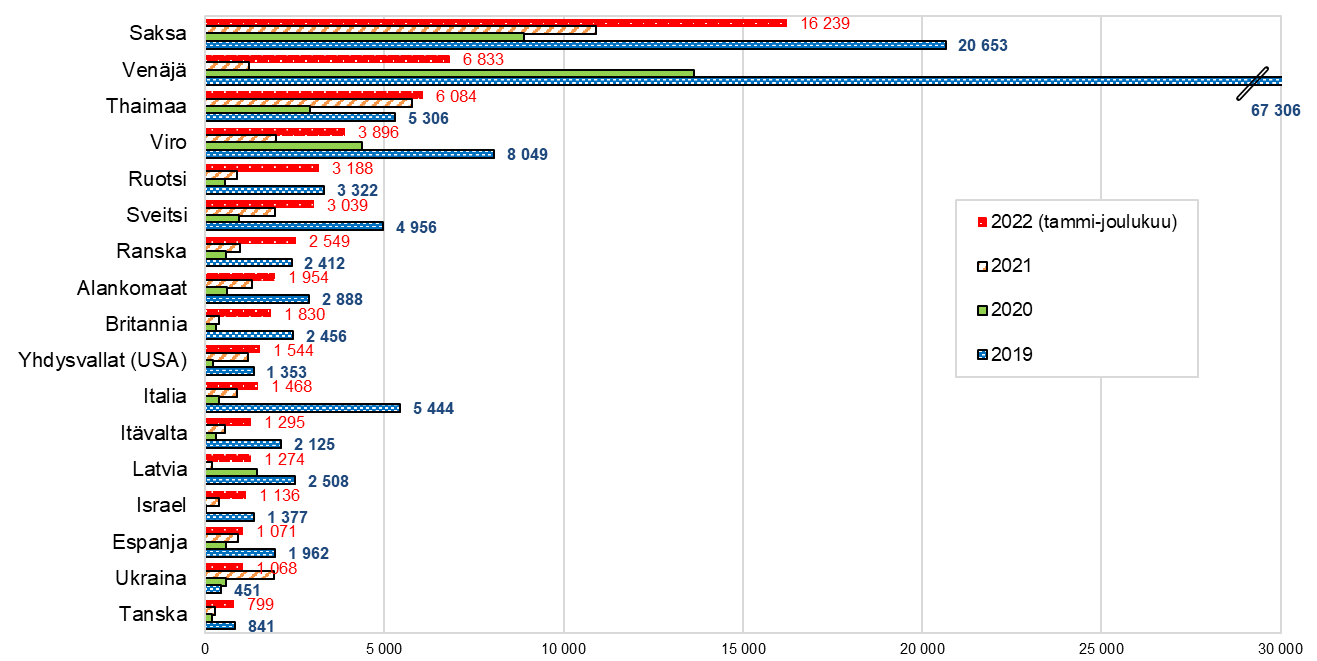 Saksa
16 239
20 653
Venäjä
6 833
67 306
Thaimaa
6 084
5 306
Viro
3 896
8 049
Ruotsi
3 188
3 322
Sveitsi
3 039
4 956
Ranska
2 549
2 412
Alankomaat
1 954
2 888
Britannia
1 830
2 456
Yhdysvallat (USA)
1 544
1 353
Italia
1 468
5 444
Itävalta
1 295
2 125
Latvia
1 274
2 508
Israel
1 136
1 377
Espanja
1 071
1 962
Ukraina
1 068
451
Tanska
799
841
2022 (tammi-joulukuu)
2021
2020
2019
0 5 000 10 000 15 000 20 000 25 000 30 000